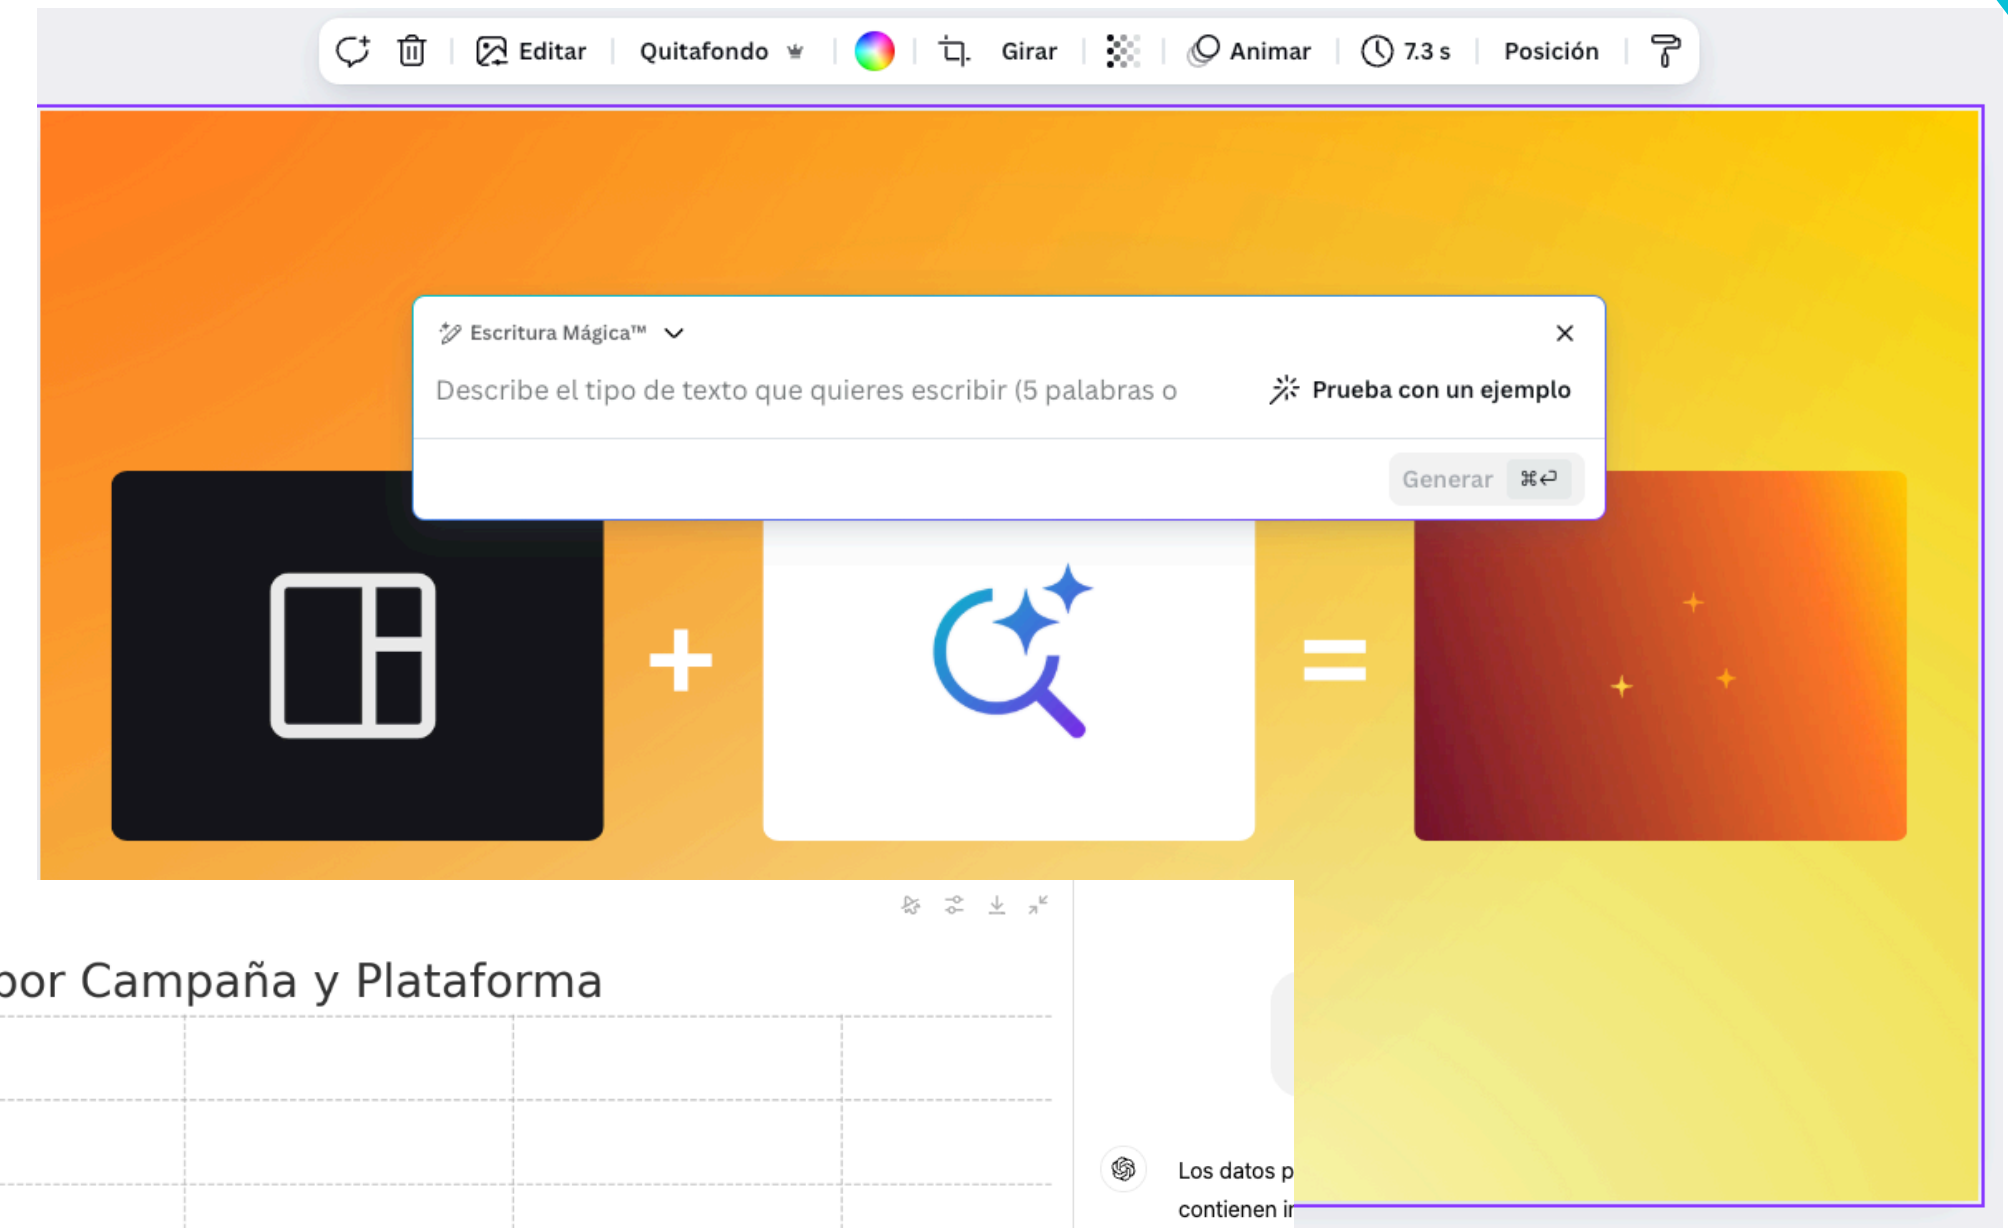 Editar Quitafondo Girar Animar 7.3 s Posición
Escritura Mágica™
Describe el tipo de texto que quieres escribir (5 palabras o
Prueba con un ejemplo
Generar ⌘↩
+ =
por Campaña y Plataforma
Los datos p
contienen